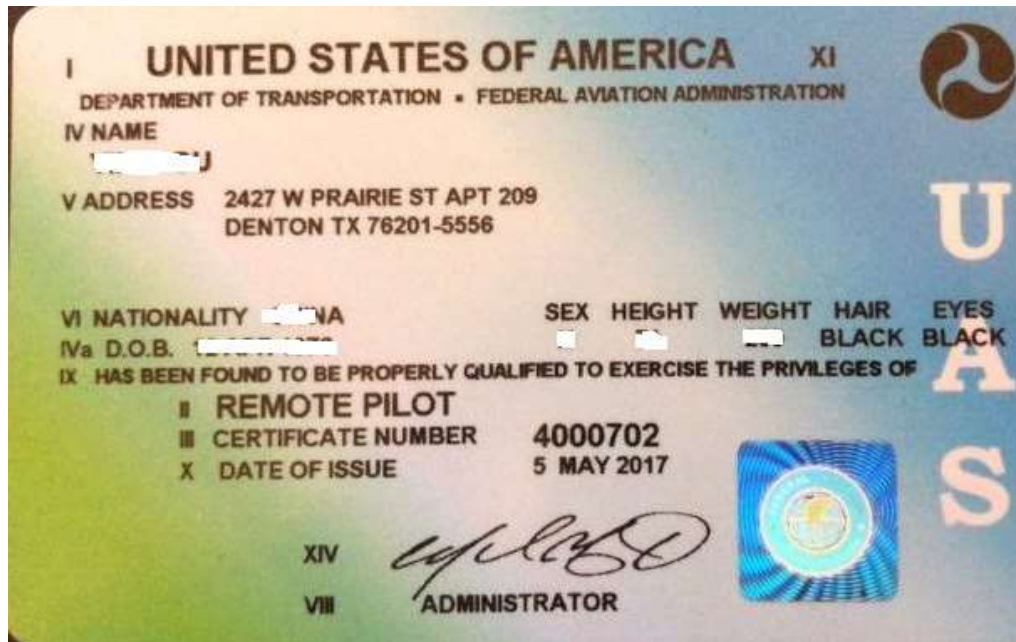 I UNITED STATES OF AMERICA XI
DEPARTMENT OF TRANSPORTATION • FEDERAL AVIATION ADMINISTRATION
IV NAME
V ADDRESS 2427 W PRAIRIE ST APT 209
DENTON TX 76201-5556
VI NATIONALITY SEX HEIGHT WEIGHT HAIR EYES
IVa D.O.B. BLACK BLACK
IX HAS BEEN FOUND TO BE PROPERLY QUALIFIED TO EXERCISE THE PRIVILEGES OF
II REMOTE PILOT
III CERTIFICATE NUMBER 4000702
X DATE OF ISSUE 5 MAY 2017
XIV
VIII ADMINISTRATOR
UAS